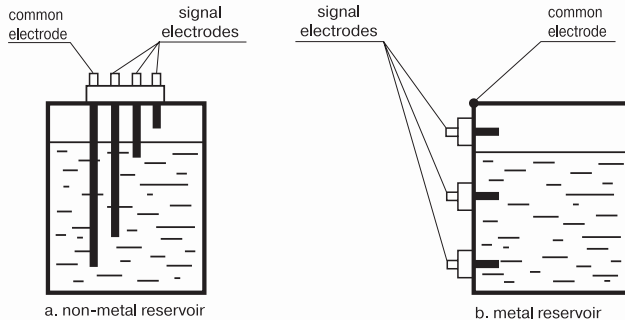 common
electrode
signal
electrodes
signal
electrodes
common
electrode
a. non-metal reservoir
b. metal reservoir